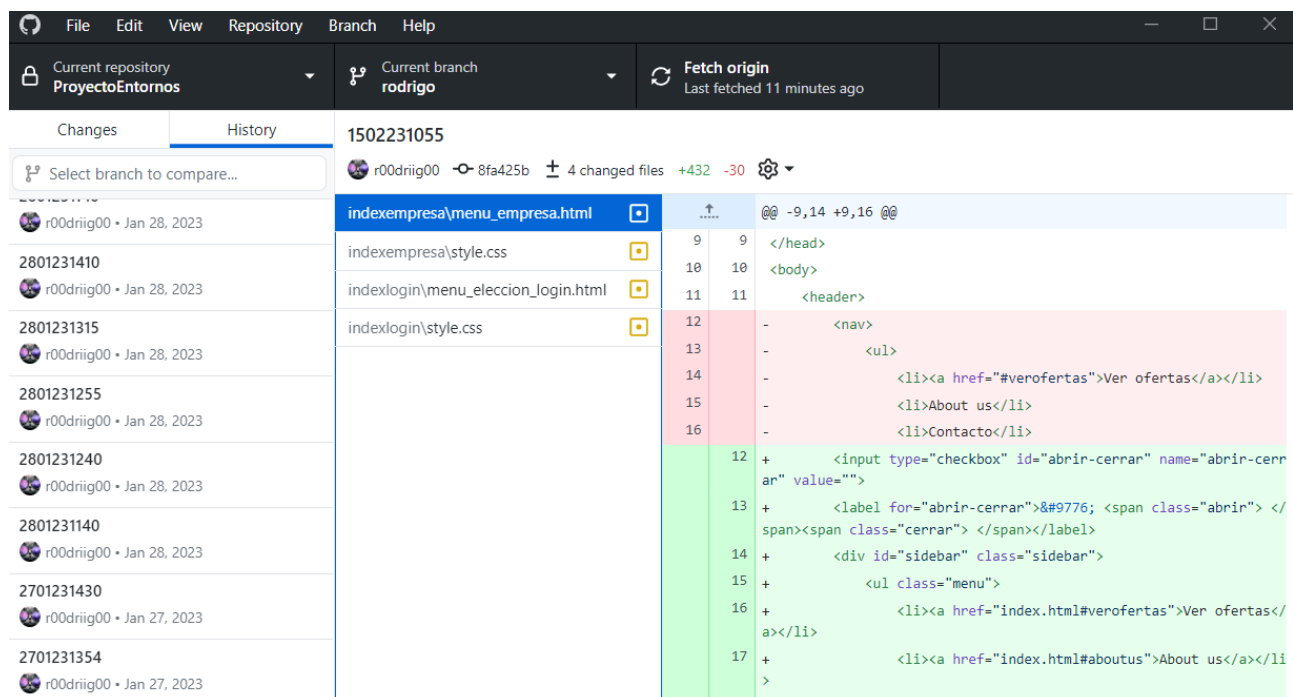 File Edit View Repository Branch Help
Current repository
ProyectoEntornos
Current branch
rodrigo
Fetch origin
Last fetched 11 minutes ago
Changes History
Select branch to compare...
r00driig00 • Jan 28, 2023
2801231410
r00driig00 • Jan 28, 2023
2801231315
r00driig00 • Jan 28, 2023
2801231255
r00driig00 • Jan 28, 2023
2801231240
r00driig00 • Jan 28, 2023
2801231140
r00driig00 • Jan 28, 2023
2701231430
r00driig00 • Jan 27, 2023
2701231354
r00driig00 • Jan 27, 2023
1502231055
r00driig00 8fa425b 4 changed files +432 -30
indexempresa\menu_empresa.html
indexempresa\style.css
indexlogin\menu_eleccion_login.html
indexlogin\style.css
@@ -9,14 +9,16 @@
9 9 </head>
10 10 <body>
11 11 <header>
12 - <nav>
13 - <ul>
14 - <li><a href="#verofertas">Ver ofertas</a></li>
15 - <li>About us</li>
16 - <li>Contacto</li>
12 + <input type="checkbox" id="abrir-cerrar" name="abrir-cerr
ar" value="">
13 + <label for="abrir-cerrar">&#9776; <span class="abrir"> </
span><span class="cerrar"> </span></label>
14 + <div id="sidebar" class="sidebar">
15 + <ul class="menu">
16 + <li><a href="index.html#verofertas">Ver ofertas</
a></li>
17 + <li><a href="index.html#aboutus">About us</a></li
>